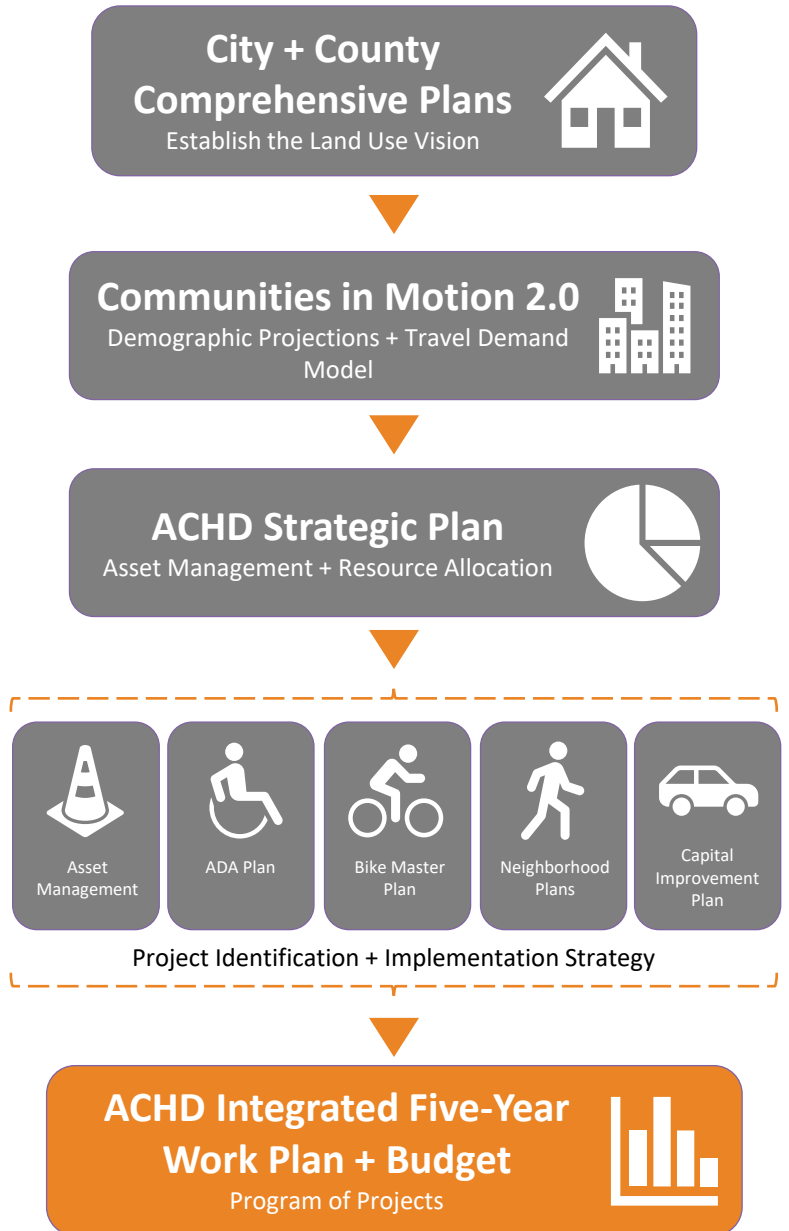 City + County
Comprehensive Plans
Establish the Land Use Vision
Communities in Motion 2.0
Demographic Projections + Travel Demand
Model
ACHD Strategic Plan
Asset Management + Resource Allocation
Asset
Management
ADA Plan
Bike Master
Plan
Neighborhood
Plans
Capital
Improvement
Plan
Project Identification + Implementation Strategy
ACHD Integrated Five-Year
Work Plan + Budget
Program of Projects